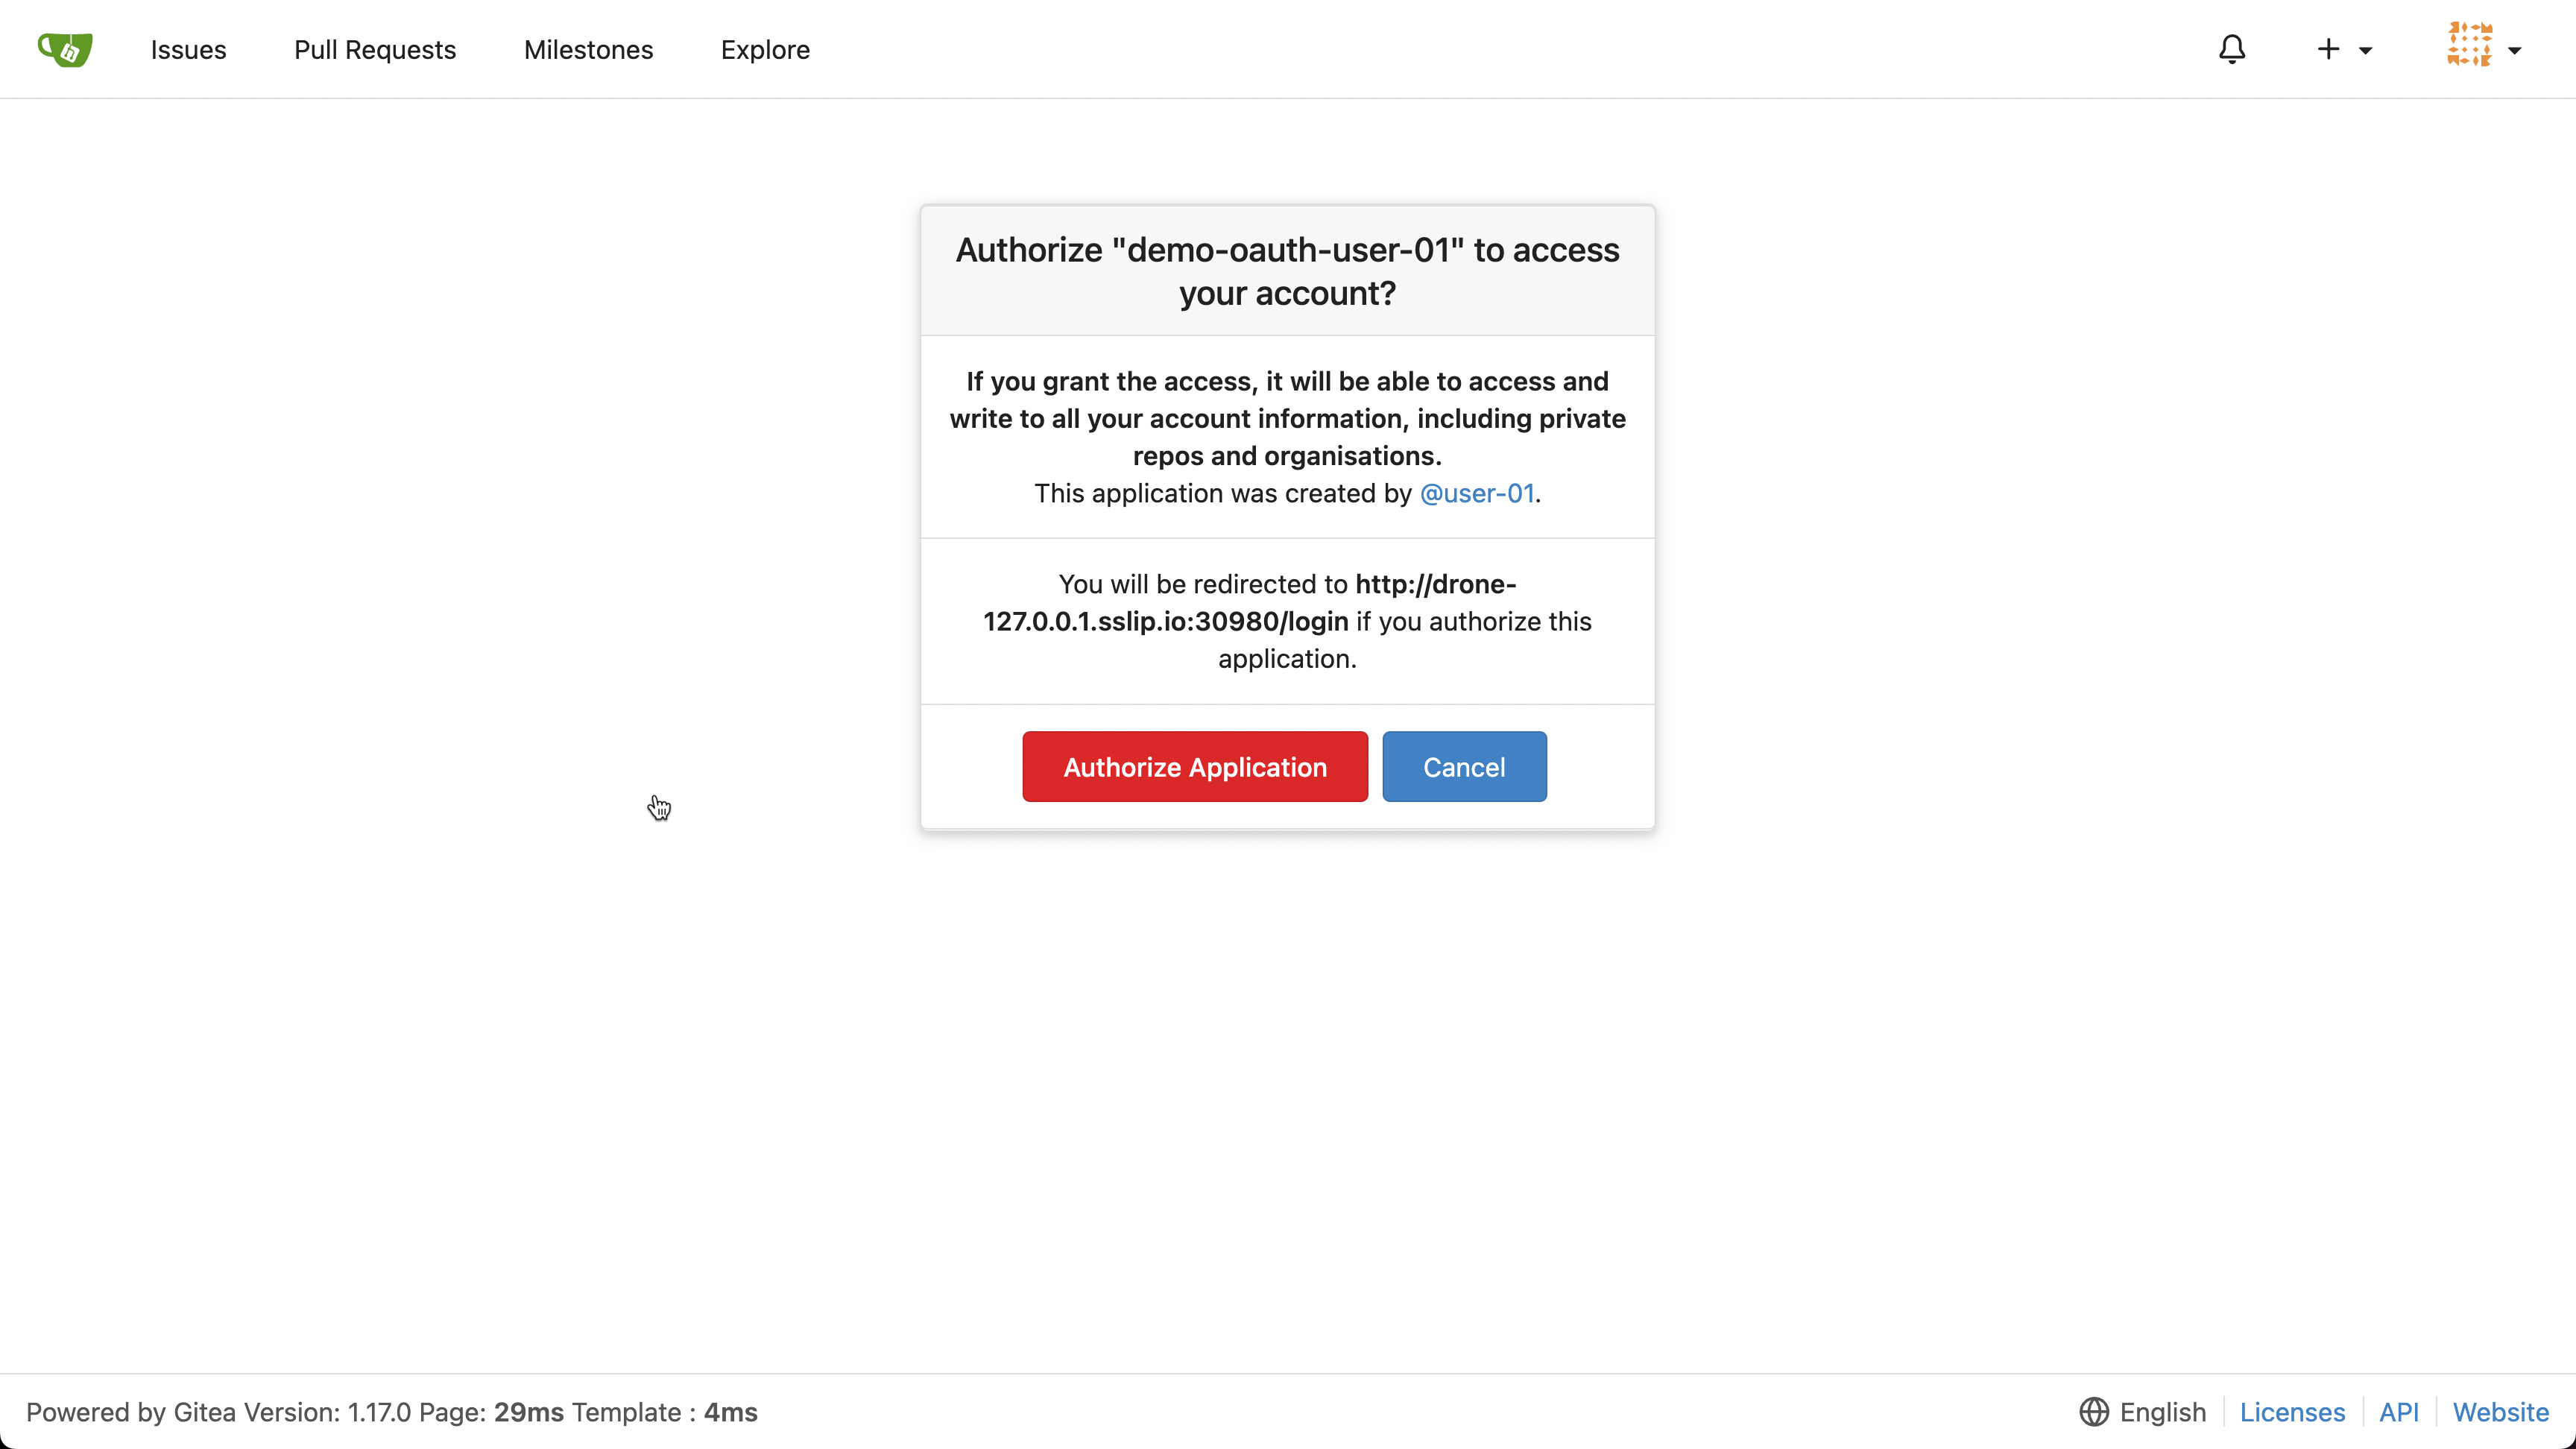 Issues Pull Requests Milestones Explore
Authorize "demo-oauth-user-01" to access
your account?
If you grant the access, it will be able to access and
write to all your account information, including private
repos and organisations.
This application was created by @user-01.
You will be redirected to http://drone-
127.0.0.1.sslip.io:30980/login if you authorize this
application.
Authorize Application Cancel
Powered by Gitea Version: 1.17.0 Page: 29ms Template : 4ms English Licenses API Website